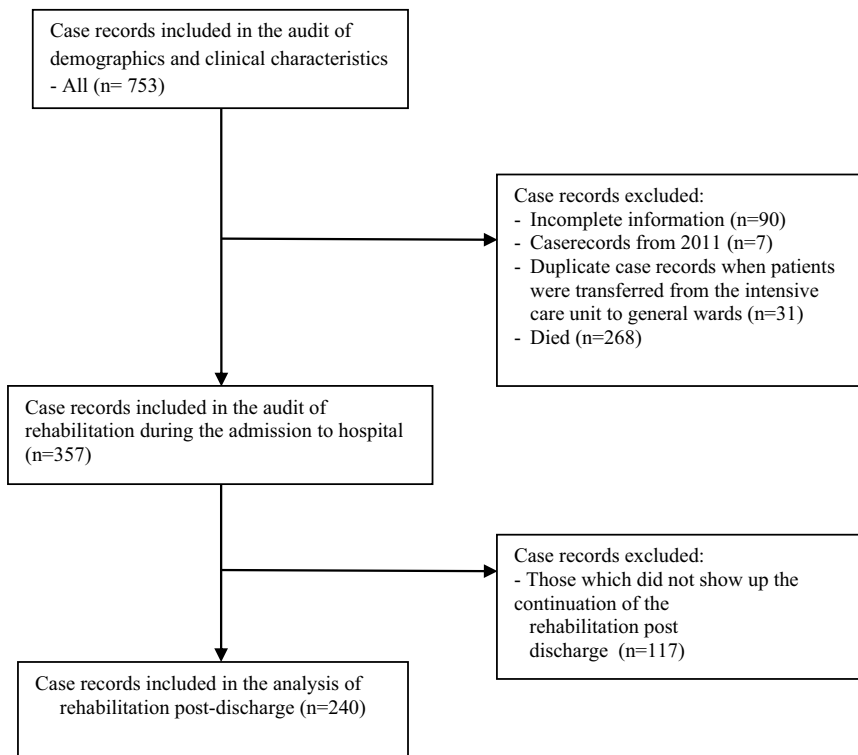 Case records included in the audit of
demographics and clinical characteristics
- All (n= 753)
Case records excluded:
- Incomplete information (n=90)
- Caserecords from 2011 (n=7)
- Duplicate case records when patients
were transferred from the intensive
care unit to general wards (n=31)
- Died (n=268)
Case records included in the audit of
rehabilitation during the admission to hospital
(n=357)
Case records excluded:
- Those which did not show up the
continuation of the
rehabilitation post
discharge (n=117)
Case records included in the analysis of
rehabilitation post-discharge (n=240)